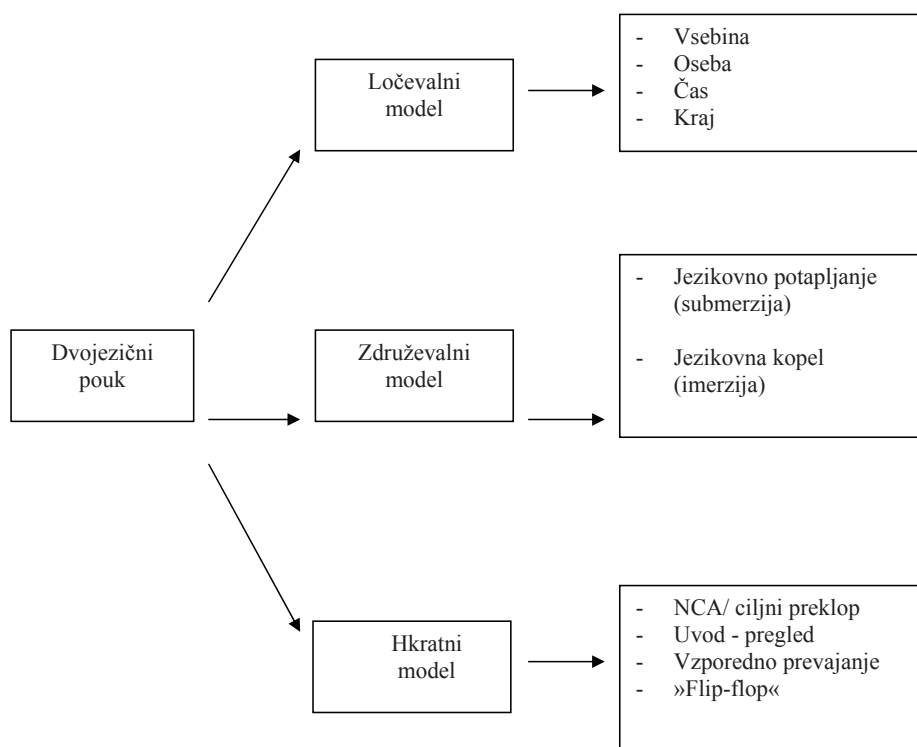 Dvojezični
pouk
Ločevalni
model
- Vsebina
- Oseba
- Čas
- Kraj
Združevalni
model
- Jezikovno potapljanje
(submerzija)
- Jezikovna kopel
(imerzija)
Hkratni
model
- NCA/ ciljni preklop
- Uvod - pregled
- Vzporedno prevajanje
- »Flip-flop«